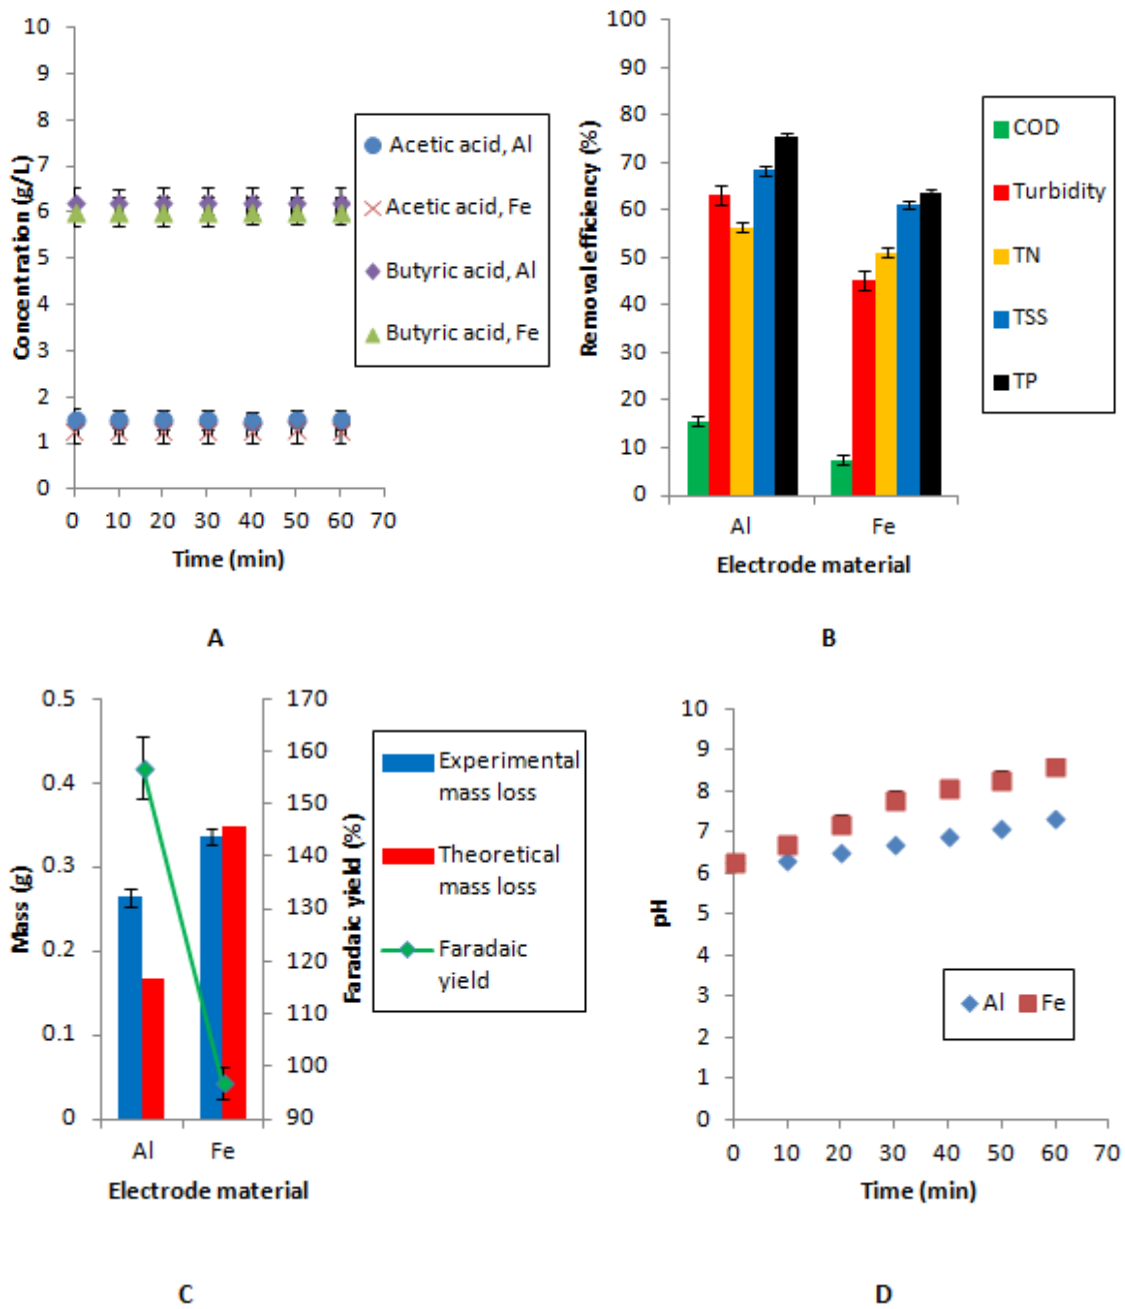 10
9
8
7
6
5
4
3
2
1
0
Concentration (g/L)
0 10 20 30 40 50 60 70
Time (min)
Acetic acid, Al
Acetic acid, Fe
Butyric acid, Al
Butyric acid, Fe
A
100
90
80
70
60
50
40
30
20
10
0
Removal efficiency (%)
Al Fe
Electrode material
COD
Turbidity
TN
TSS
TP
B
0.5
0.4
0.3
0.2
0.1
0
Mass (g)
170
160
150
140
130
120
110
100
90
Faradaic yield (%)
Al Fe
Electrode material
Experimental
mass loss
Theoretical
mass loss
Faradaic
yield
C
10
9
8
7
6
5
4
3
2
1
0
pH
0 10 20 30 40 50 60 70
Time (min)
Al Fe
D